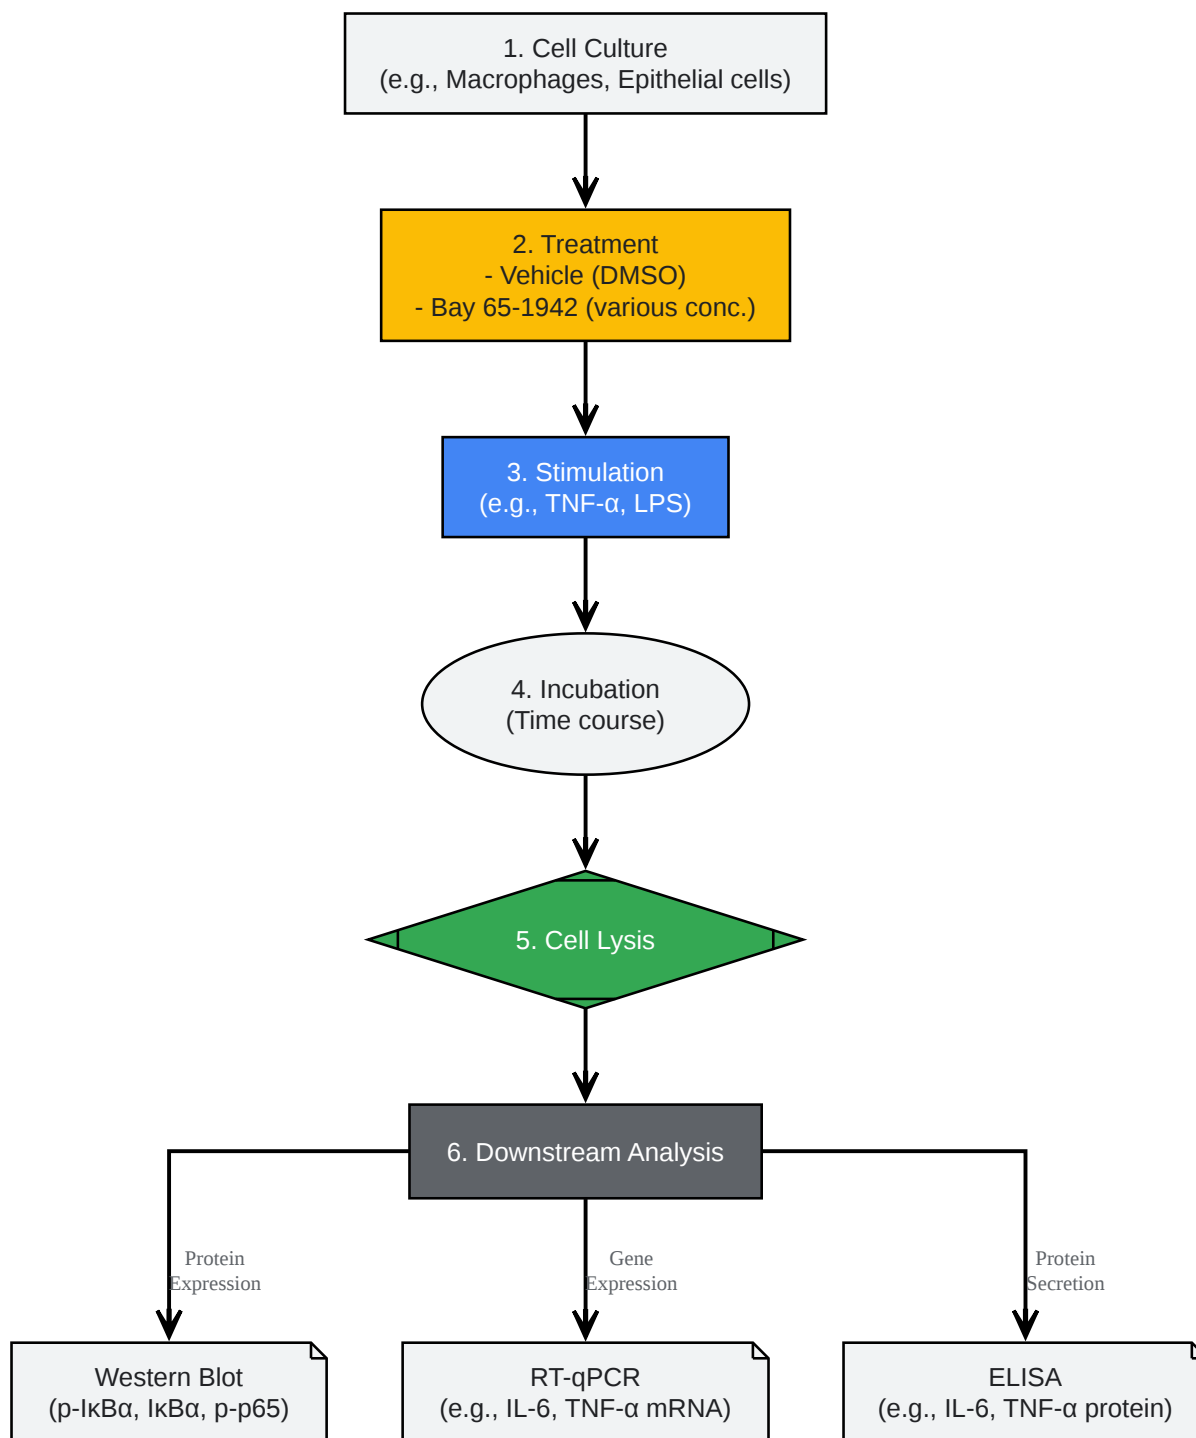 1. Cell Culture
(e.g., Macrophages, Epithelial cells)
2. Treatment
- Vehicle (DMSO)
- Bay 65-1942 (various conc.)
3. Stimulation
(e.g., TNF-α, LPS)
4. Incubation
(Time course)
5. Cell Lysis
6. Downstream Analysis
Protein
Expression
Gene
Expression
Protein
Secretion
Western Blot
(p-IκBα, IκBα, p-p65)
RT-qPCR
(e.g., IL-6, TNF-α mRNA)
ELISA
(e.g., IL-6, TNF-α protein)